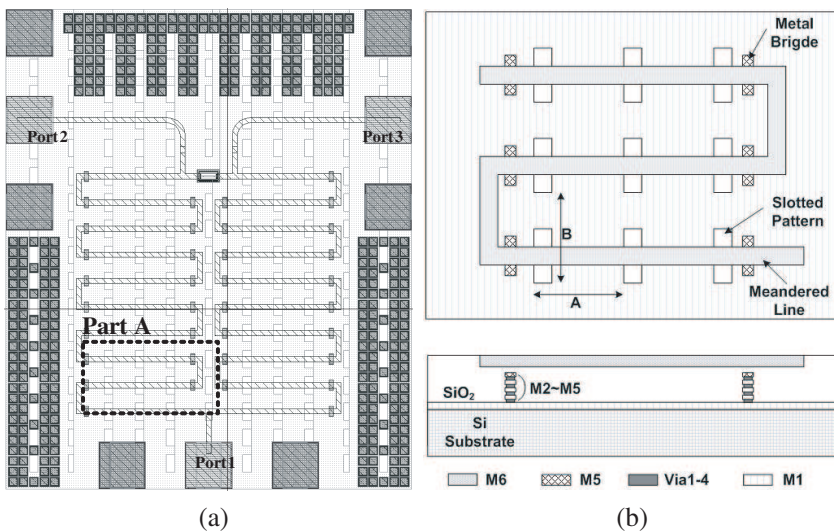 Port2
Port3
Part A
Port1
(a)
Metal
Brigde
Slotted
Pattern
B
A
Meandered
Line
SiO2
M2~M5
Si
Substrate
M6
M5
Via1-4
M1
(b)